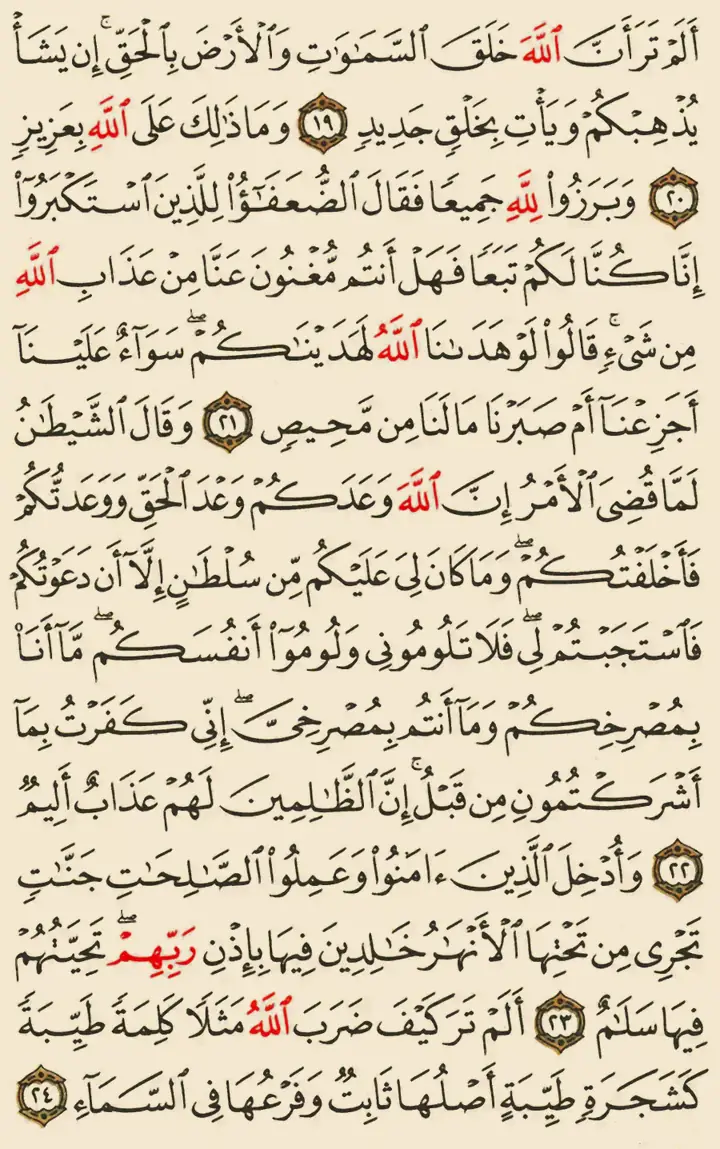 أَلَمْ تَرَ أَنَّ ٱللَّهَ خَلَقَ ٱلسَّمَـٰوَٰتِ وَٱلْأَرْضَ بِٱلْحَقِّ ۚ إِن يَشَأْ
يُذْهِبْكُمْ وَيَأْتِ بِخَلْقٍ جَدِيدٍ ١٩ وَمَا ذَٰلِكَ عَلَى ٱللَّهِ بِعَزِيزٍ
٢٠ وَبَرَزُوا۟ لِلَّهِ جَمِيعًا فَقَالَ ٱلضُّعَفَـٰٓؤُا۟ لِلَّذِينَ ٱسْتَكْبَرُوٓا۟
إِنَّا كُنَّا لَكُمْ تَبَعًا فَهَلْ أَنتُم مُّغْنُونَ عَنَّا مِنْ عَذَابِ ٱللَّهِ
مِن شَىْءٍ ۚ قَالُوا۟ لَوْ هَدَىٰنَا ٱللَّهُ لَهَدَيْنَـٰكُمْ ۖ سَوَآءٌ عَلَيْنَآ
أَجَزِعْنَآ أَمْ صَبَرْنَا مَا لَنَا مِن مَّحِيصٍ ٢١ وَقَالَ ٱلشَّيْطَـٰنُ
لَمَّا قُضِىَ ٱلْأَمْرُ إِنَّ ٱللَّهَ وَعَدَكُمْ وَعْدَ ٱلْحَقِّ وَوَعَدتُّكُمْ
فَأَخْلَفْتُكُمْ ۖ وَمَا كَانَ لِىَ عَلَيْكُم مِّن سُلْطَـٰنٍ إِلَّآ أَن دَعَوْتُكُمْ
فَٱسْتَجَبْتُمْ لِى ۖ فَلَا تَلُومُونِى وَلُومُوٓا۟ أَنفُسَكُم ۖ مَّآ أَنَا۠
بِمُصْرِخِكُمْ وَمَآ أَنتُم بِمُصْرِخِىَّ ۖ إِنِّى كَفَرْتُ بِمَآ
أَشْرَكْتُمُونِ مِن قَبْلُ ۗ إِنَّ ٱلظَّـٰلِمِينَ لَهُمْ عَذَابٌ أَلِيمٌ
٢٢ وَأُدْخِلَ ٱلَّذِينَ ءَامَنُوا۟ وَعَمِلُوا۟ ٱلصَّـٰلِحَـٰتِ جَنَّـٰتٍ
تَجْرِى مِن تَحْتِهَا ٱلْأَنْهَـٰرُ خَـٰلِدِينَ فِيهَا بِإِذْنِ رَبِّهِمْ ۖ تَحِيَّتُهُمْ
فِيهَا سَلَـٰمٌ ٢٣ أَلَمْ تَرَ كَيْفَ ضَرَبَ ٱللَّهُ مَثَلًا كَلِمَةً طَيِّبَةً
كَشَجَرَةٍ طَيِّبَةٍ أَصْلُهَا ثَابِتٌ وَفَرْعُهَا فِى ٱلسَّمَآءِ ٢٤